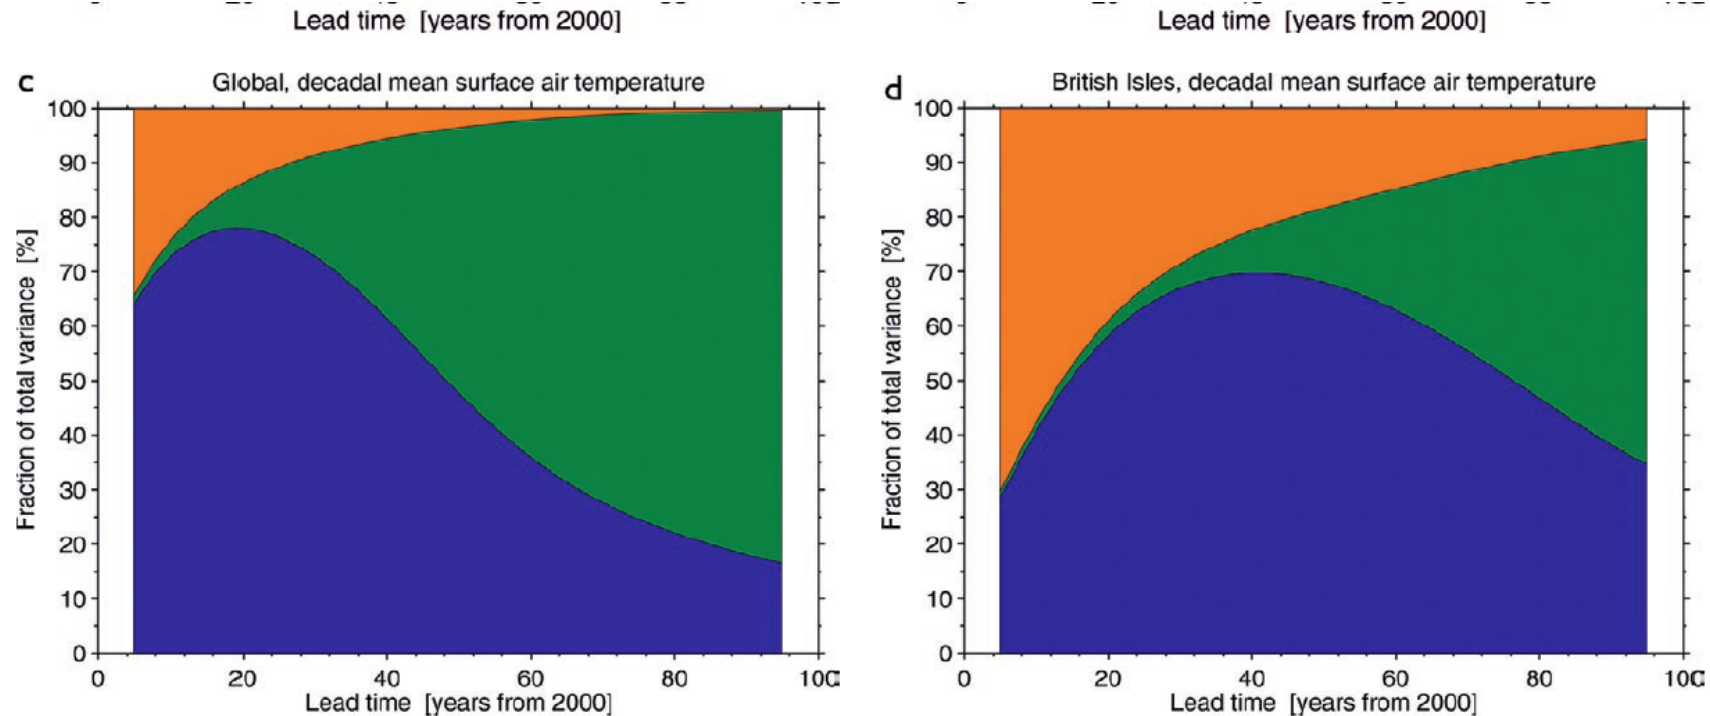 Lead time [years from 2000]
Lead time [years from 2000]
c
Global, decadal mean surface air temperature
100
90
80
70
60
50
40
30
20
10
0
Fraction of total variance [%]
0 20 40 60 80 100
Lead time [years from 2000]
d
British Isles, decadal mean surface air temperature
100
90
80
70
60
50
40
30
20
10
0
Fraction of total variance [%]
0 20 40 60 80 100
Lead time [years from 2000]